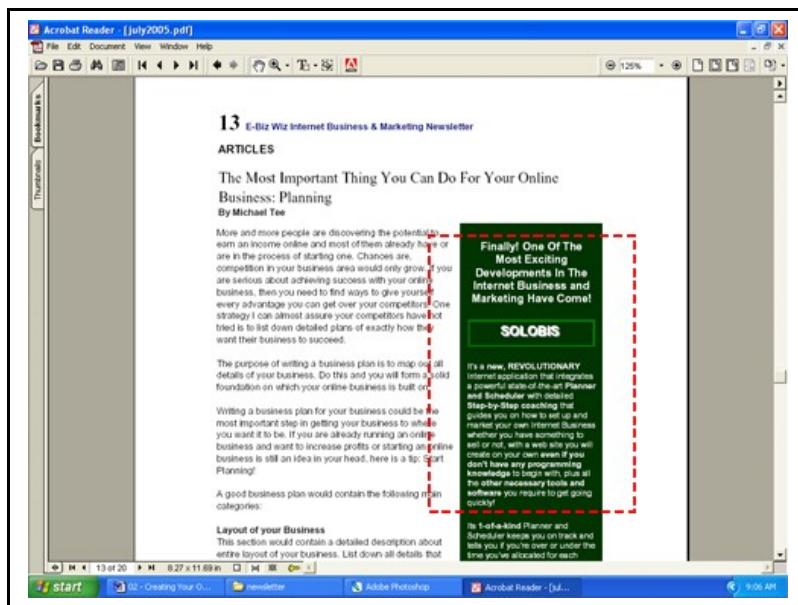 Acrobat Reader - [july2005.pdf]
File Edit Document View Window Help
125%
Bookmarks
Thumbnails
13 E-Biz Wiz Internet Business & Marketing Newsletter
ARTICLES
The Most Important Thing You Can Do For Your Online
Business: Planning
By Michael Tee
More and more people are discovering the potential to
earn an income online and most of them already have or
are in the process of starting one. Chances are,
competition in your business area would only grow. If you
are serious about achieving success with your online
business, then you need to find ways to give yourself
every advantage you can get over your competitors. One
strategy I can almost assure your competitors have not
tried is to list down detailed plans of exactly how they
want their business to succeed.
The purpose of writing a business plan is to map out all
details of your business. Do this and you will form a solid
foundation on which your online business is built on.
Writing a business plan for your business could be the
most important step in getting your business to where
you want it to be. If you are already running an online
business and want to increase profits or starting an online
business is still an idea in your head, here is a tip: Start
Planning!
A good business plan would contain the following main
categories:
Layout of your Business
This section would contain a detailed description about
entire layout of your business. List down all details that
Finally! One Of The
Most Exciting
Developments In The
Internet Business and
Marketing Have Come!
SOLOBIS
It's a new, REVOLUTIONARY
Internet application that integrates
a powerful state-of-the-art Planner
and Scheduler with detailed
Step-by-Step coaching that
guides you on how to set up and
market your own Internet Business
whether you have something to
sell or not, with a web site you will
create on your own even if you
don't have any programming
knowledge to begin with, plus all
the other necessary tools and
software you require to get going
quickly!
Its 1-of-a-kind Planner and
Scheduler keeps you on track and
tells you if you're over or under the
time you've allocated for each
13 of 20 8.27 x 11.69 in
start 02 - Creating Your O... newsletter Adobe Photoshop Acrobat Reader - [jul... 9:06 AM